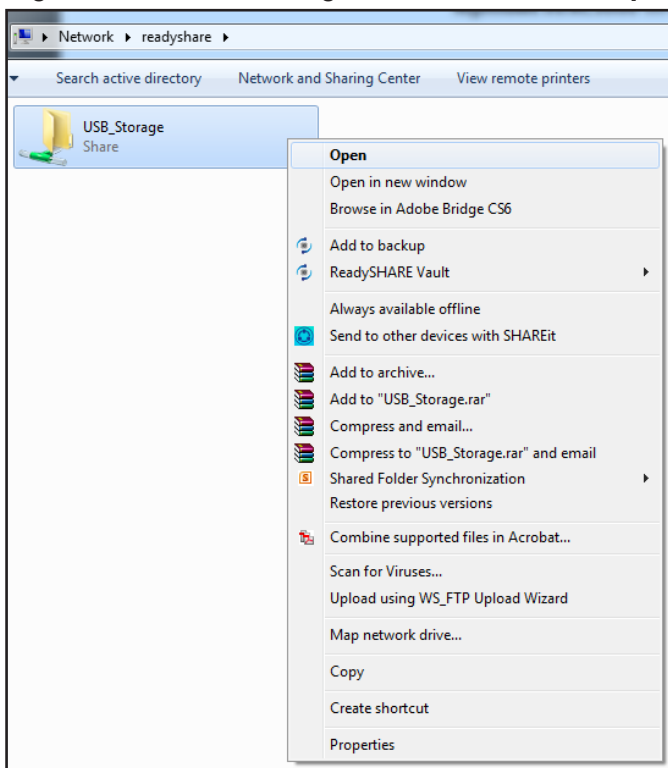 Network ▸ readyshare ▸
Search active directory Network and Sharing Center View remote printers
USB_Storage
Share
Open
Open in new window
Browse in Adobe Bridge CS6
Add to backup
ReadySHARE Vault
Always available offline
Send to other devices with SHAREit
Add to archive...
Add to "USB_Storage.rar"
Compress and email...
Compress to "USB_Storage.rar" and email
Shared Folder Synchronization
Restore previous versions
Combine supported files in Acrobat...
Scan for Viruses...
Upload using WS_FTP Upload Wizard
Map network drive...
Copy
Create shortcut
Properties